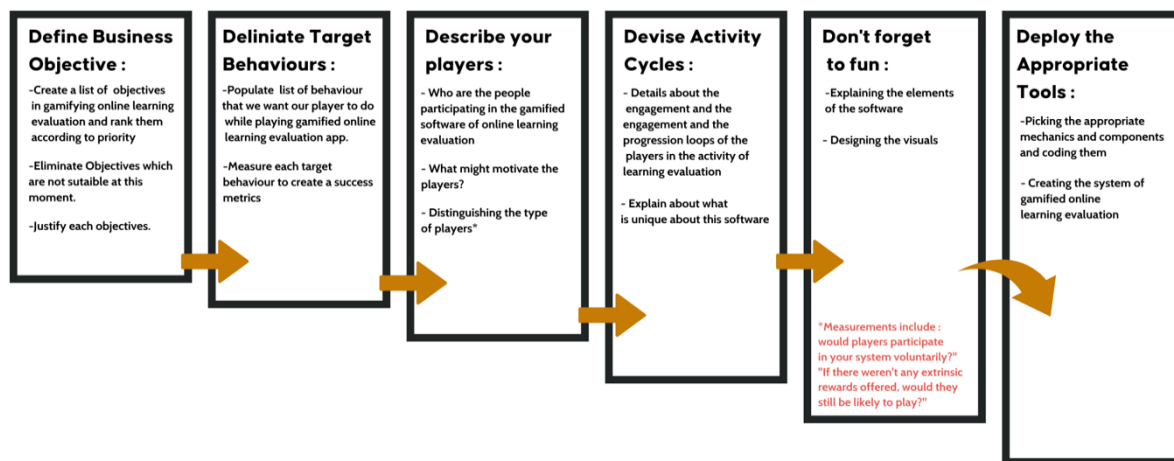 Define Business
Objective :
-Create a list of objectives
in gamifying online learning
evaluation and rank them
according to priority
-Eliminate Objectives which
are not sutaible at this
moment.
-Justify each objectives.
Deliniate Target
Behaviours :
-Populate list of behaviour
that we want our player to do
while playing gamified online
learning evaluation app.
-Measure each target
behaviour to create a success
metrics
Describe your
players :
- Who are the people
participating in the gamified
software of online learning
evaluation
- What might motivate the
players?
- Distinguishing the type
of players*
Devise Activity
Cycles :
- Details about the
engagement and the
engagement and the
progression loops of the
players in the activity of
learning evaluation
- Explain about what
is unique about this software
Don't forget
to fun :
-Explaining the elements
of the software
- Designing the visuals
"Measurements include :
would players participate
in your system voluntarily?"
"If there weren't any extrinsic
rewards offered, would they
still be likely to play?"
Deploy the
Appropriate
Tools :
-Picking the appropriate
mechanics and components
and coding them
- Creating the system of
gamified online
learning evaluation